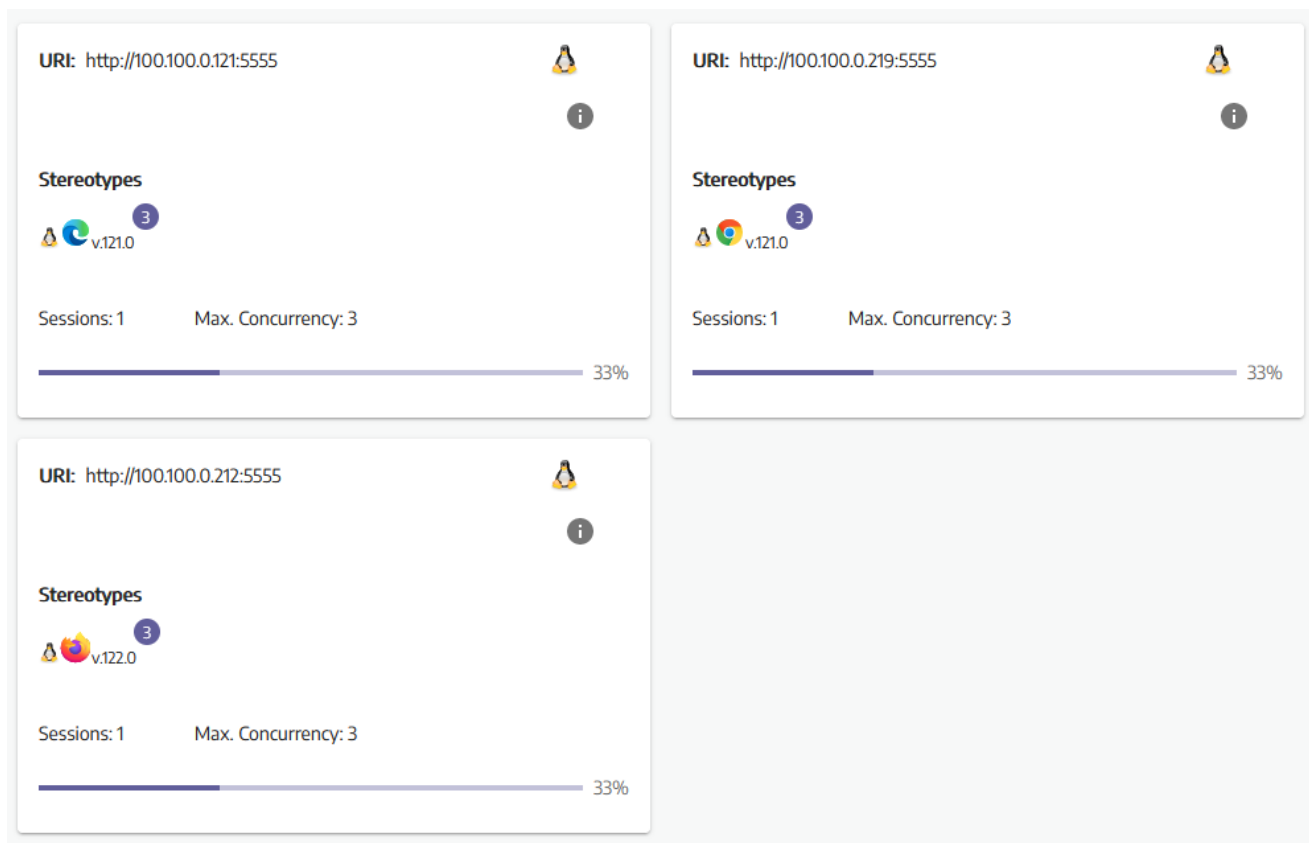 URI: http://100.100.0.121:5555
Stereotypes
3
v.121.0
Sessions: 1 Max. Concurrency: 3
33%
URI: http://100.100.0.219:5555
Stereotypes
3
v.121.0
Sessions: 1 Max. Concurrency: 3
33%
URI: http://100.100.0.212:5555
Stereotypes
3
v.122.0
Sessions: 1 Max. Concurrency: 3
33%